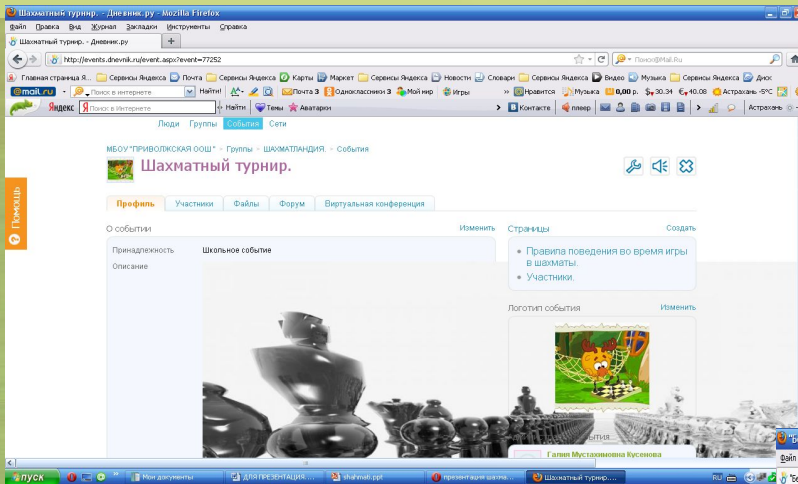 Шахматный турнир. - Дневник.ру - Mozilla Firefox
Файл Правка Вид Журнал Закладки Инструменты Справка
Шахматный турнир. - Дневник.ру
http://events.dnevnik.ru/event.aspx?event=77252
Поиск@Mail.Ru
Главная страница Я... Сервисы Яндекса Почта Сервисы Яндекса Карты Маркет Сервисы Яндекса Новости Словари Сервисы Яндекса Видео Музыка Сервисы Яндекса Диск
@mail.ru Поиск в интернете Найти! Почта 3 Одноклассники 3 Мой мир Игры Нравится Музыка 0,00 р. 30.34 40.08 Астрахань -5°C
Яндекс Поиск в Интернете Найти Темы Аватарки ВКонтакте плеер Астрахань
Люди Группы События Сети
МБОУ "ПРИВОЛЖСКАЯ ООШ" Группы ШАХМАТЛАНДИЯ. События
Шахматный турнир.
Помощь
Профиль Участники Файлы Форум Виртуальная конференция
О событии Изменить
Принадлежность Школьное событие
Описание
Страницы Создать
Правила поведения во время игры
в шахматы.
Участники.
Логотип события Изменить
Галия Мустахимовна Кусенова
Файл
пуск Мои документы ДЛЯ ПРЕЗЕНТАЦИЯ.... shahmati.ppt презентация шахма... Шахматный турнир.... RU